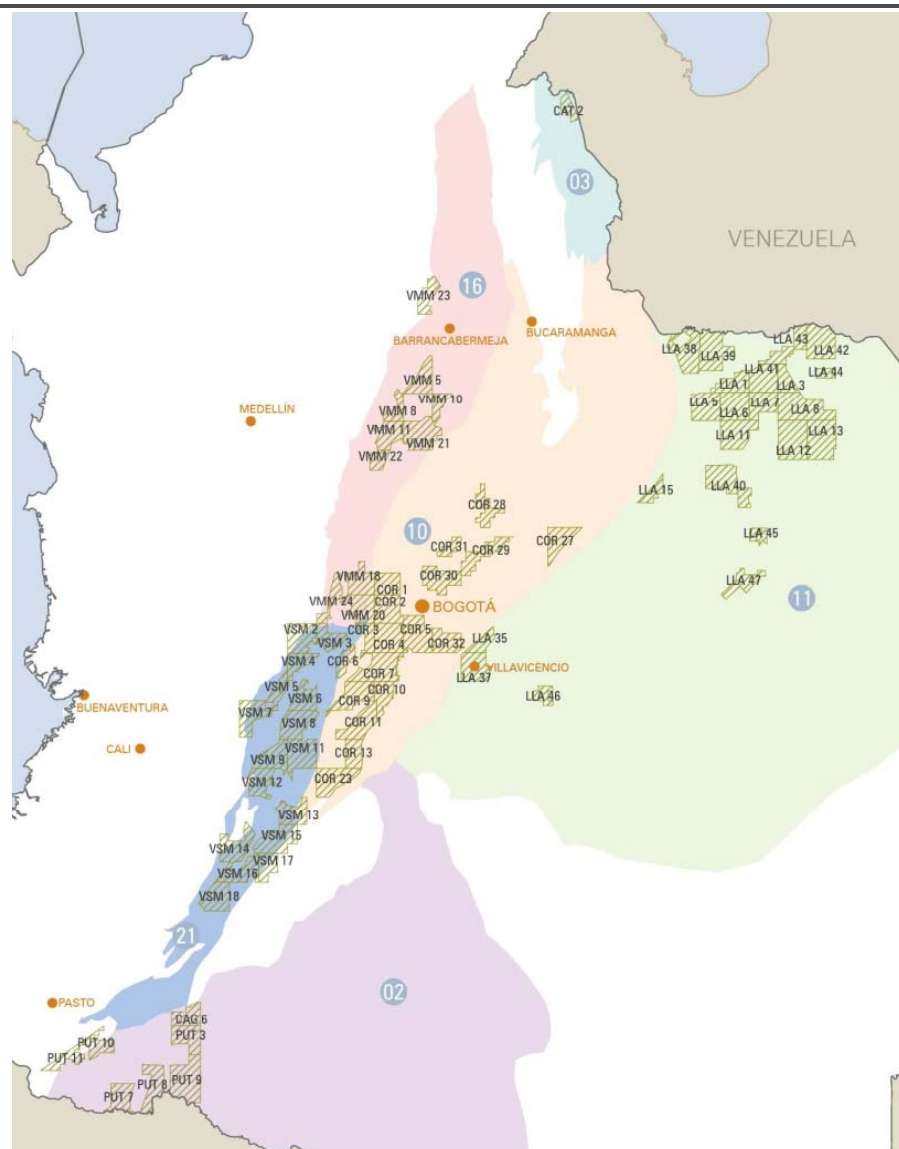 CAT 2
03
VENEZUELA
16
VMM 23
BARRANCABERMEJA
BUCARAMANGA
LLA 43
LLA 38
LLA 39
LLA 42
LLA 41
LLA 44
VMM 5
LLA 1
LLA 3
VMM 10
LLA 5
LLA 7
LLA 8
MEDELLÍN
VMM 8
LLA 6
VMM 11
LLA 11
LLA 13
VMM 21
LLA 12
VMM 22
LLA 40
LLA 15
COR 28
10
LLA 45
COR 31
COR 29
COR 27
VMM 18
COR 30
LLA 47
COR 1
11
VMM 24
COR 2
BOGOTÁ
VMM 20
VSM 2
COR 3
COR 5
VSM 3
COR 4
COR 32
LLA 35
VSM 4
COR 6
VILLAVICENCIO
COR 7
LLA 37
VSM 5
COR 10
BUENAVENTURA
VSM 6
COR 9
LLA 46
VSM 7
VSM 8
COR 11
CALI
VSM 11
COR 13
VSM 9
VSM 12
COR 23
VSM 13
VSM 15
VSM 14
VSM 17
VSM 16
VSM 18
21
02
PASTO
CAG 6
PUT 3
PUT 10
PUT 11
PUT 9
PUT 8
PUT 7